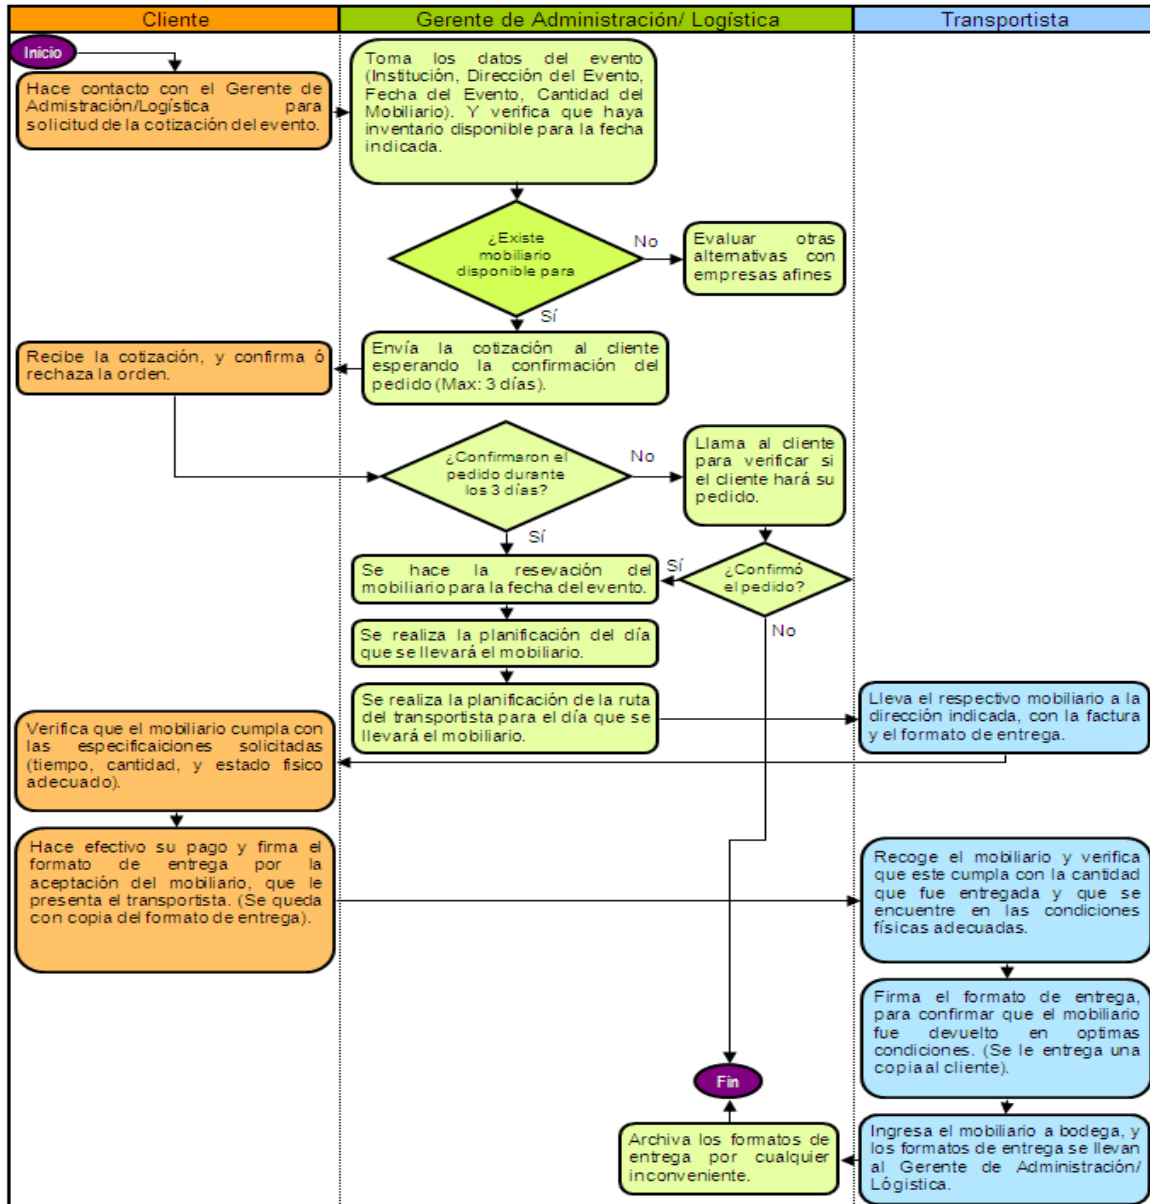 Cliente
Gerente de Administración/ Logística
Transportista
Inicio
Hace contacto con el Gerente de
Admistración/Logística para
solicitud de la cotización del evento.
Toma los datos del evento
(Institución, Dirección del Evento,
Fecha del Evento, Cantidad del
Mobiliario). Y verifica que haya
inventario disponible para la fecha
indicada.
¿Existe
mobiliario
disponible para
No
Evaluar otras
alternativas con
empresas afines
Sí
Envía la cotización al cliente
esperando la confirmación del
pedido (Max: 3 días).
Recibe la cotización, y confirma ó
rechaza la orden.
¿Confirmaron el
pedido durante
los 3 días?
No
Llama al cliente
para verificar si
el cliente hará su
pedido.
Sí
¿Confirmó
el pedido?
Sí
No
Se hace la resevación del
mobiliario para la fecha del evento.
Se realiza la planificación del día
que se llevará el mobiliario.
Se realiza la planificación de la ruta
del transportista para el día que se
llevará el mobiliario.
Lleva el respectivo mobiliario a la
dirección indicada, con la factura
y el formato de entrega.
Verifica que el mobiliario cumpla con
las especificaiciones solicitadas
(tiempo, cantidad, y estado físico
adecuado).
Hace efectivo su pago y firma el
formato de entrega por la
aceptación del mobiliario, que le
presenta el transportista. (Se queda
con copia del formato de entrega).
Recoge el mobiliario y verifica
que este cumpla con la cantidad
que fue entregada y que se
encuentre en las condiciones
físicas adecuadas.
Firma el formato de entrega,
para confirmar que el mobiliario
fue devuelto en optimas
condiciones. (Se le entrega una
copia al cliente).
Ingresa el mobiliario a bodega, y
los formatos de entrega se llevan
al Gerente de Administración/
Lógistica.
Archiva los formatos de
entrega por cualquier
inconveniente.
Fin